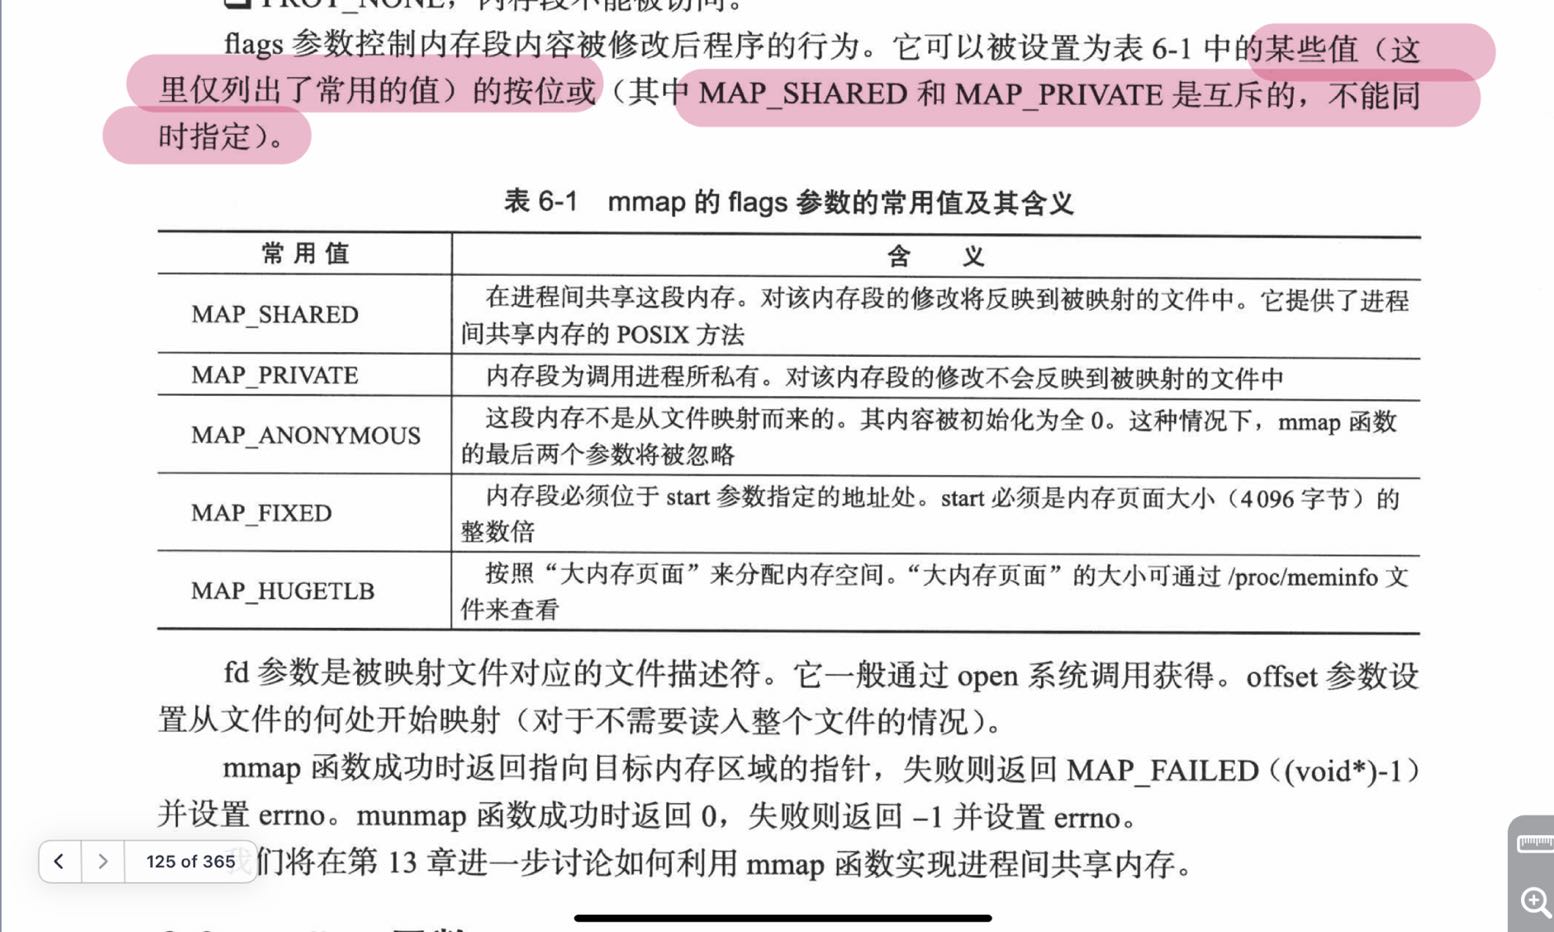 PROT_NONE，内存段不能被访问。
flags 参数控制内存段内容被修改后程序的行为。它可以被设置为表 6-1 中的某些值（这
里仅列出了常用的值）的按位或（其中 MAP_SHARED 和 MAP_PRIVATE 是互斥的，不能同
时指定）。
表 6-1 mmap 的 flags 参数的常用值及其含义
常用值 含 义
MAP_SHARED 在进程间共享这段内存。对该内存段的修改将反映到被映射的文件中。它提供了进程
间共享内存的 POSIX 方法
MAP_PRIVATE 内存段为调用进程所私有。对该内存段的修改不会反映到被映射的文件中
MAP_ANONYMOUS 这段内存不是从文件映射而来的。其内容被初始化为全 0。这种情况下，mmap 函数
的最后两个参数将被忽略
MAP_FIXED 内存段必须位于 start 参数指定的地址处。start 必须是内存页面大小（4096 字节）的
整数倍
MAP_HUGETLB 按照“大内存页面”来分配内存空间。“大内存页面”的大小可通过 /proc/meminfo 文
件来查看
fd 参数是被映射文件对应的文件描述符。它一般通过 open 系统调用获得。offset 参数设
置从文件的何处开始映射（对于不需要读入整个文件的情况）。
mmap 函数成功时返回指向目标内存区域的指针，失败则返回 MAP_FAILED（(void*)-1）
并设置 errno。munmap 函数成功时返回 0，失败则返回 –1 并设置 errno。
我们将在第 13 章进一步讨论如何利用 mmap 函数实现进程间共享内存。
125 of 365